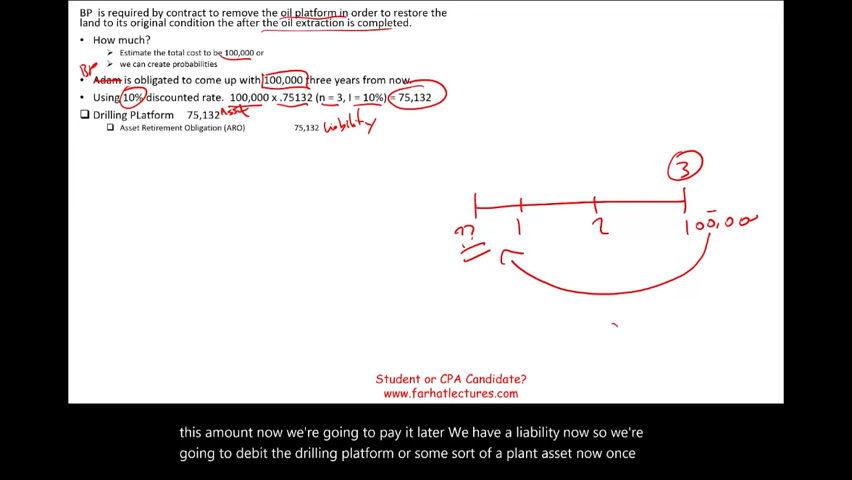 BP is required by contract to remove the oil platform in order to restore the
land to its original condition the after the oil extraction is completed.
• How much?
➢ Estimate the total cost to be 100,000 or
➢ we can create probabilities
BP
• Adam is obligated to come up with 100,000 three years from now.
• Using 10% discounted rate. 100,000 x .75132 (n = 3, I = 10%) = 75,132
❑ Drilling PLatform 75,132 Asset
❑ Asset Retirement Obligation (ARO) 75,132 Liability
3
?? 1 2 100,000
Student or CPA Candidate?
www.farhatlectures.com
this amount now we're going to pay it later We have a liability now so we're
going to debit the drilling platform or some sort of a plant asset now once